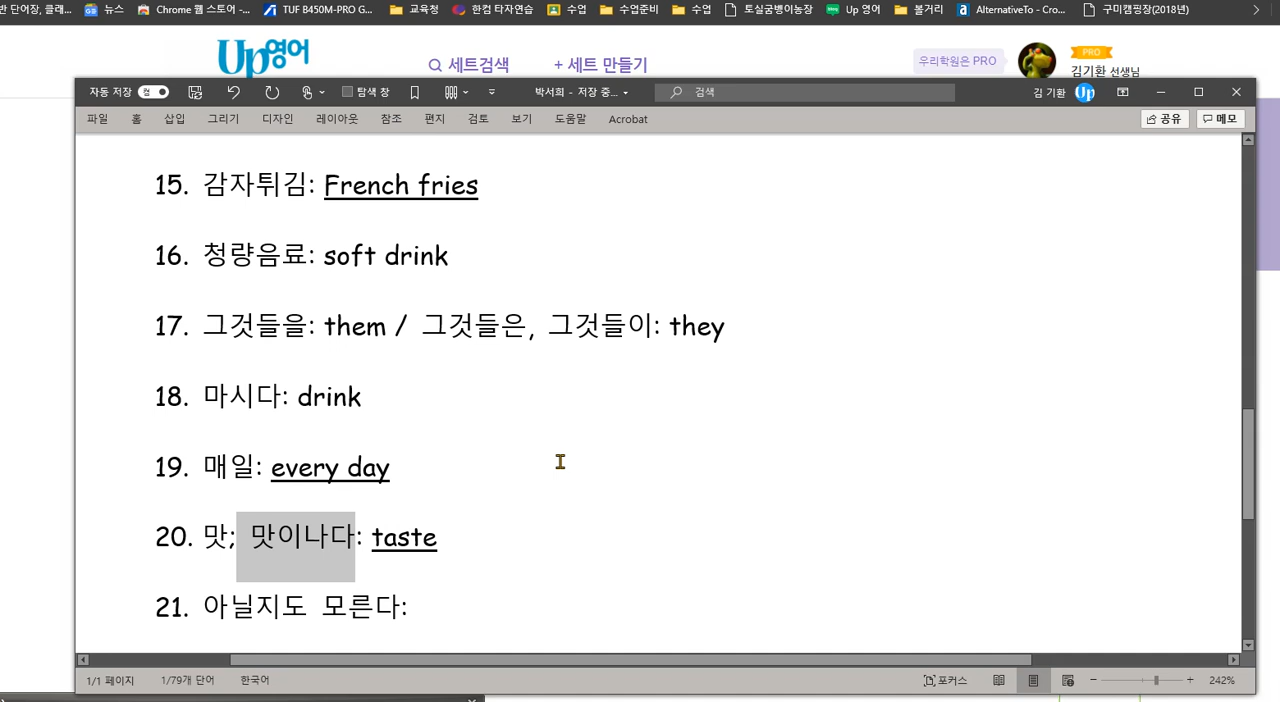 반 단어장, 클래... 뉴스 Chrome 웹 스토어 -... TUF B450M-PRO G... 교육청 한컴 타자연습 수업 수업준비 수업 토실굼벵이농장 Up 영어 볼거리 AlternativeTo - Cro... 구미캠핑장(2018년)
Up영어 세트검색 + 세트 만들기 우리학원은 PRO PRO
김기환 선생님
자동 저장 박서희 - 저장 중... 검색 김 기환 Up
탐색 창
파일 홈 삽입 그리기 디자인 레이아웃 참조 편지 검토 보기 도움말 Acrobat 공유 메모
15. 감자튀김: French fries
16. 청량음료: soft drink
17. 그것들을: them / 그것들은, 그것들이: they
18. 마시다: drink
19. 매일: every day
20. 맛; 맛이나다: taste
21. 아닐지도 모른다:
1/1 페이지 1/79개 단어 한국어 포커스 242%